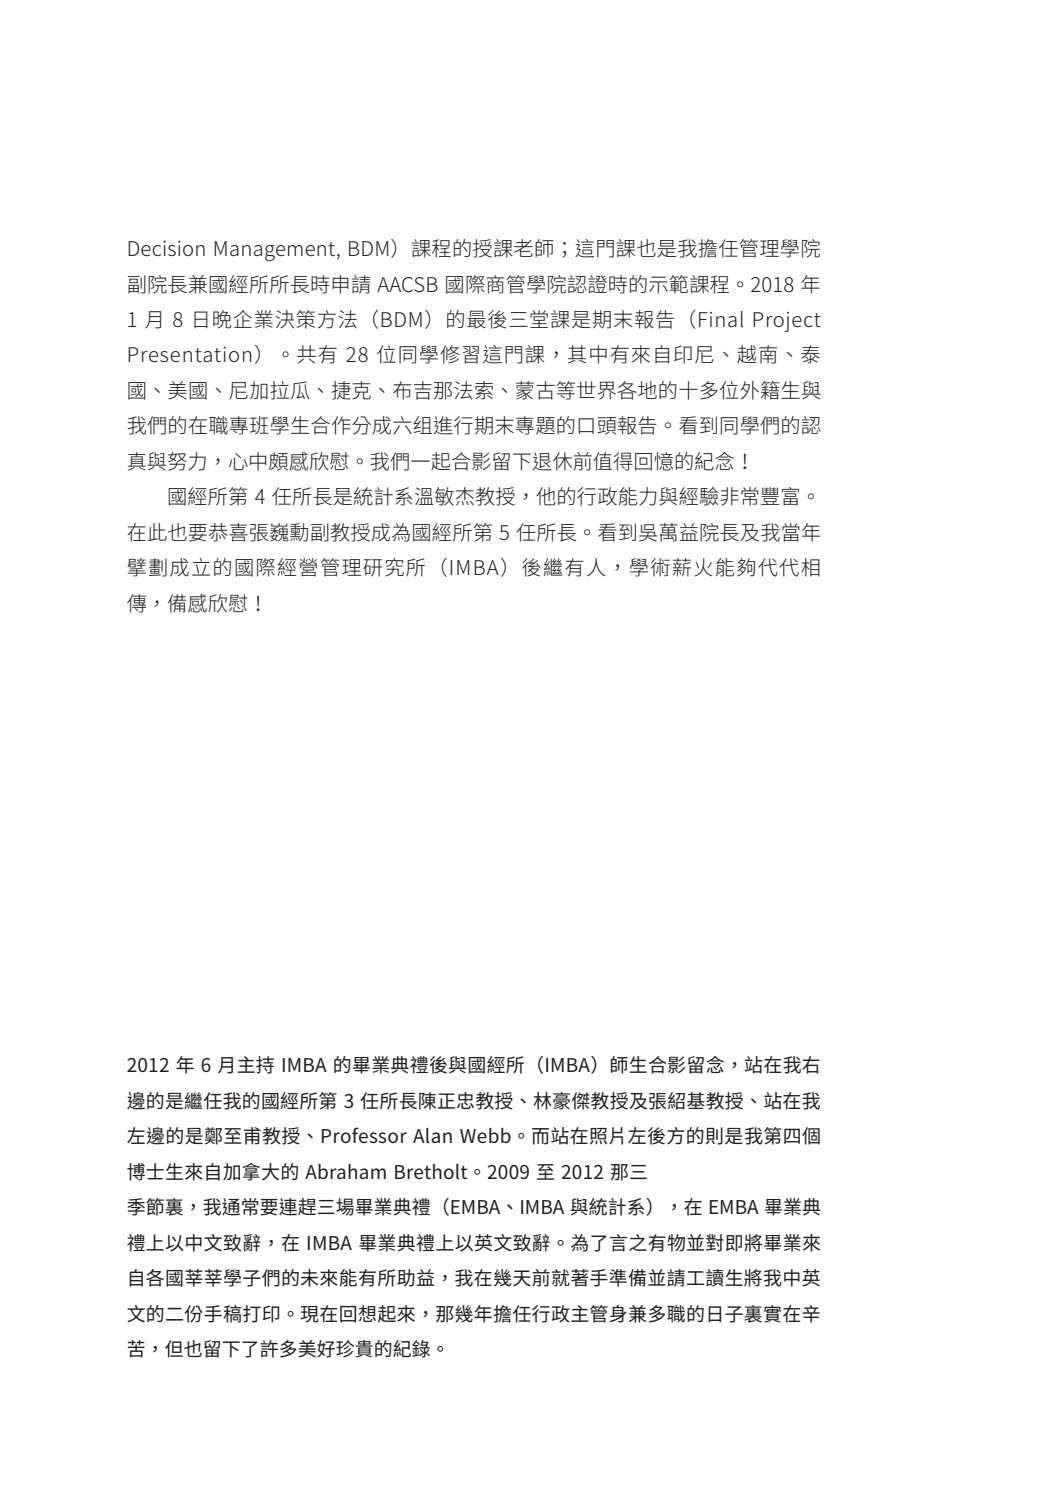 Decision Management, BDM）課程的授課老師；這門課也是我擔任管理學院
副院長兼國經所所長時申請 AACSB 國際商管學院認證時的示範課程。2018 年
1 月 8 日晚企業決策方法（BDM）的最後三堂課是期末報告（Final Project
Presentation）。共有 28 位同學修習這門課，其中有來自印尼、越南、泰
國、美國、尼加拉瓜、捷克、布吉那法索、蒙古等世界各地的十多位外籍生與
我們的在職專班學生合作分成六组進行期末專題的口頭報告。看到同學們的認
真與努力，心中頗感欣慰。我們一起合影留下退休前值得回憶的紀念！
國經所第 4 任所長是統計系溫敏杰教授，他的行政能力與經驗非常豐富。
在此也要恭喜張巍勳副教授成為國經所第 5 任所長。看到吳萬益院長及我當年
擘劃成立的國際經營管理研究所（IMBA）後繼有人，學術薪火能夠代代相
傳，備感欣慰！
2012 年 6 月主持 IMBA 的畢業典禮後與國經所（IMBA）師生合影留念，站在我右
邊的是繼任我的國經所第 3 任所長陳正忠教授、林豪傑教授及張紹基教授、站在我
左邊的是鄭至甫教授、Professor Alan Webb。而站在照片左後方的則是我第四個
博士生來自加拿大的 Abraham Bretholt。2009 至 2012 那三
季節裏，我通常要連趕三場畢業典禮（EMBA、IMBA 與統計系），在 EMBA 畢業典
禮上以中文致辭，在 IMBA 畢業典禮上以英文致辭。為了言之有物並對即將畢業來
自各國莘莘學子們的未來能有所助益，我在幾天前就著手準備並請工讀生將我中英
文的二份手稿打印。現在回想起來，那幾年擔任行政主管身兼多職的日子裏實在辛
苦，但也留下了許多美好珍貴的紀錄。